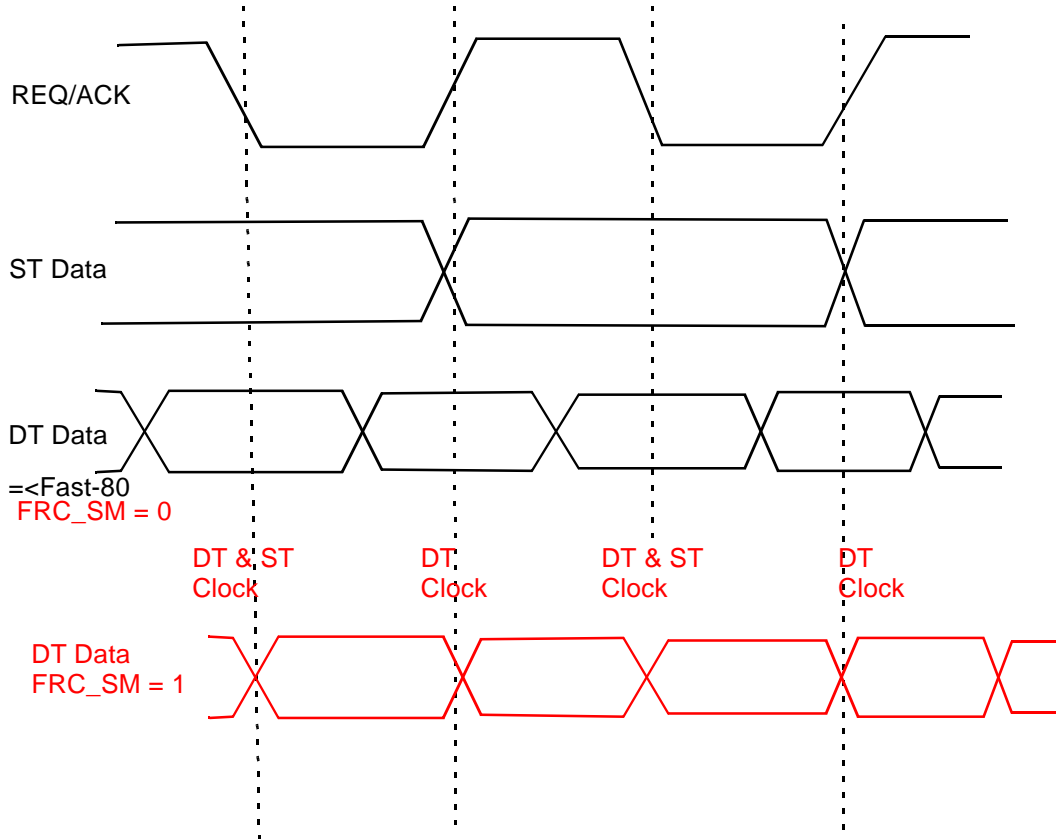 REQ/ACK
ST Data
DT Data
=<Fast-80
FRC_SM = 0
DT & ST
Clock
DT
Clock
DT & ST
Clock
DT
Clock
DT Data
FRC_SM = 1